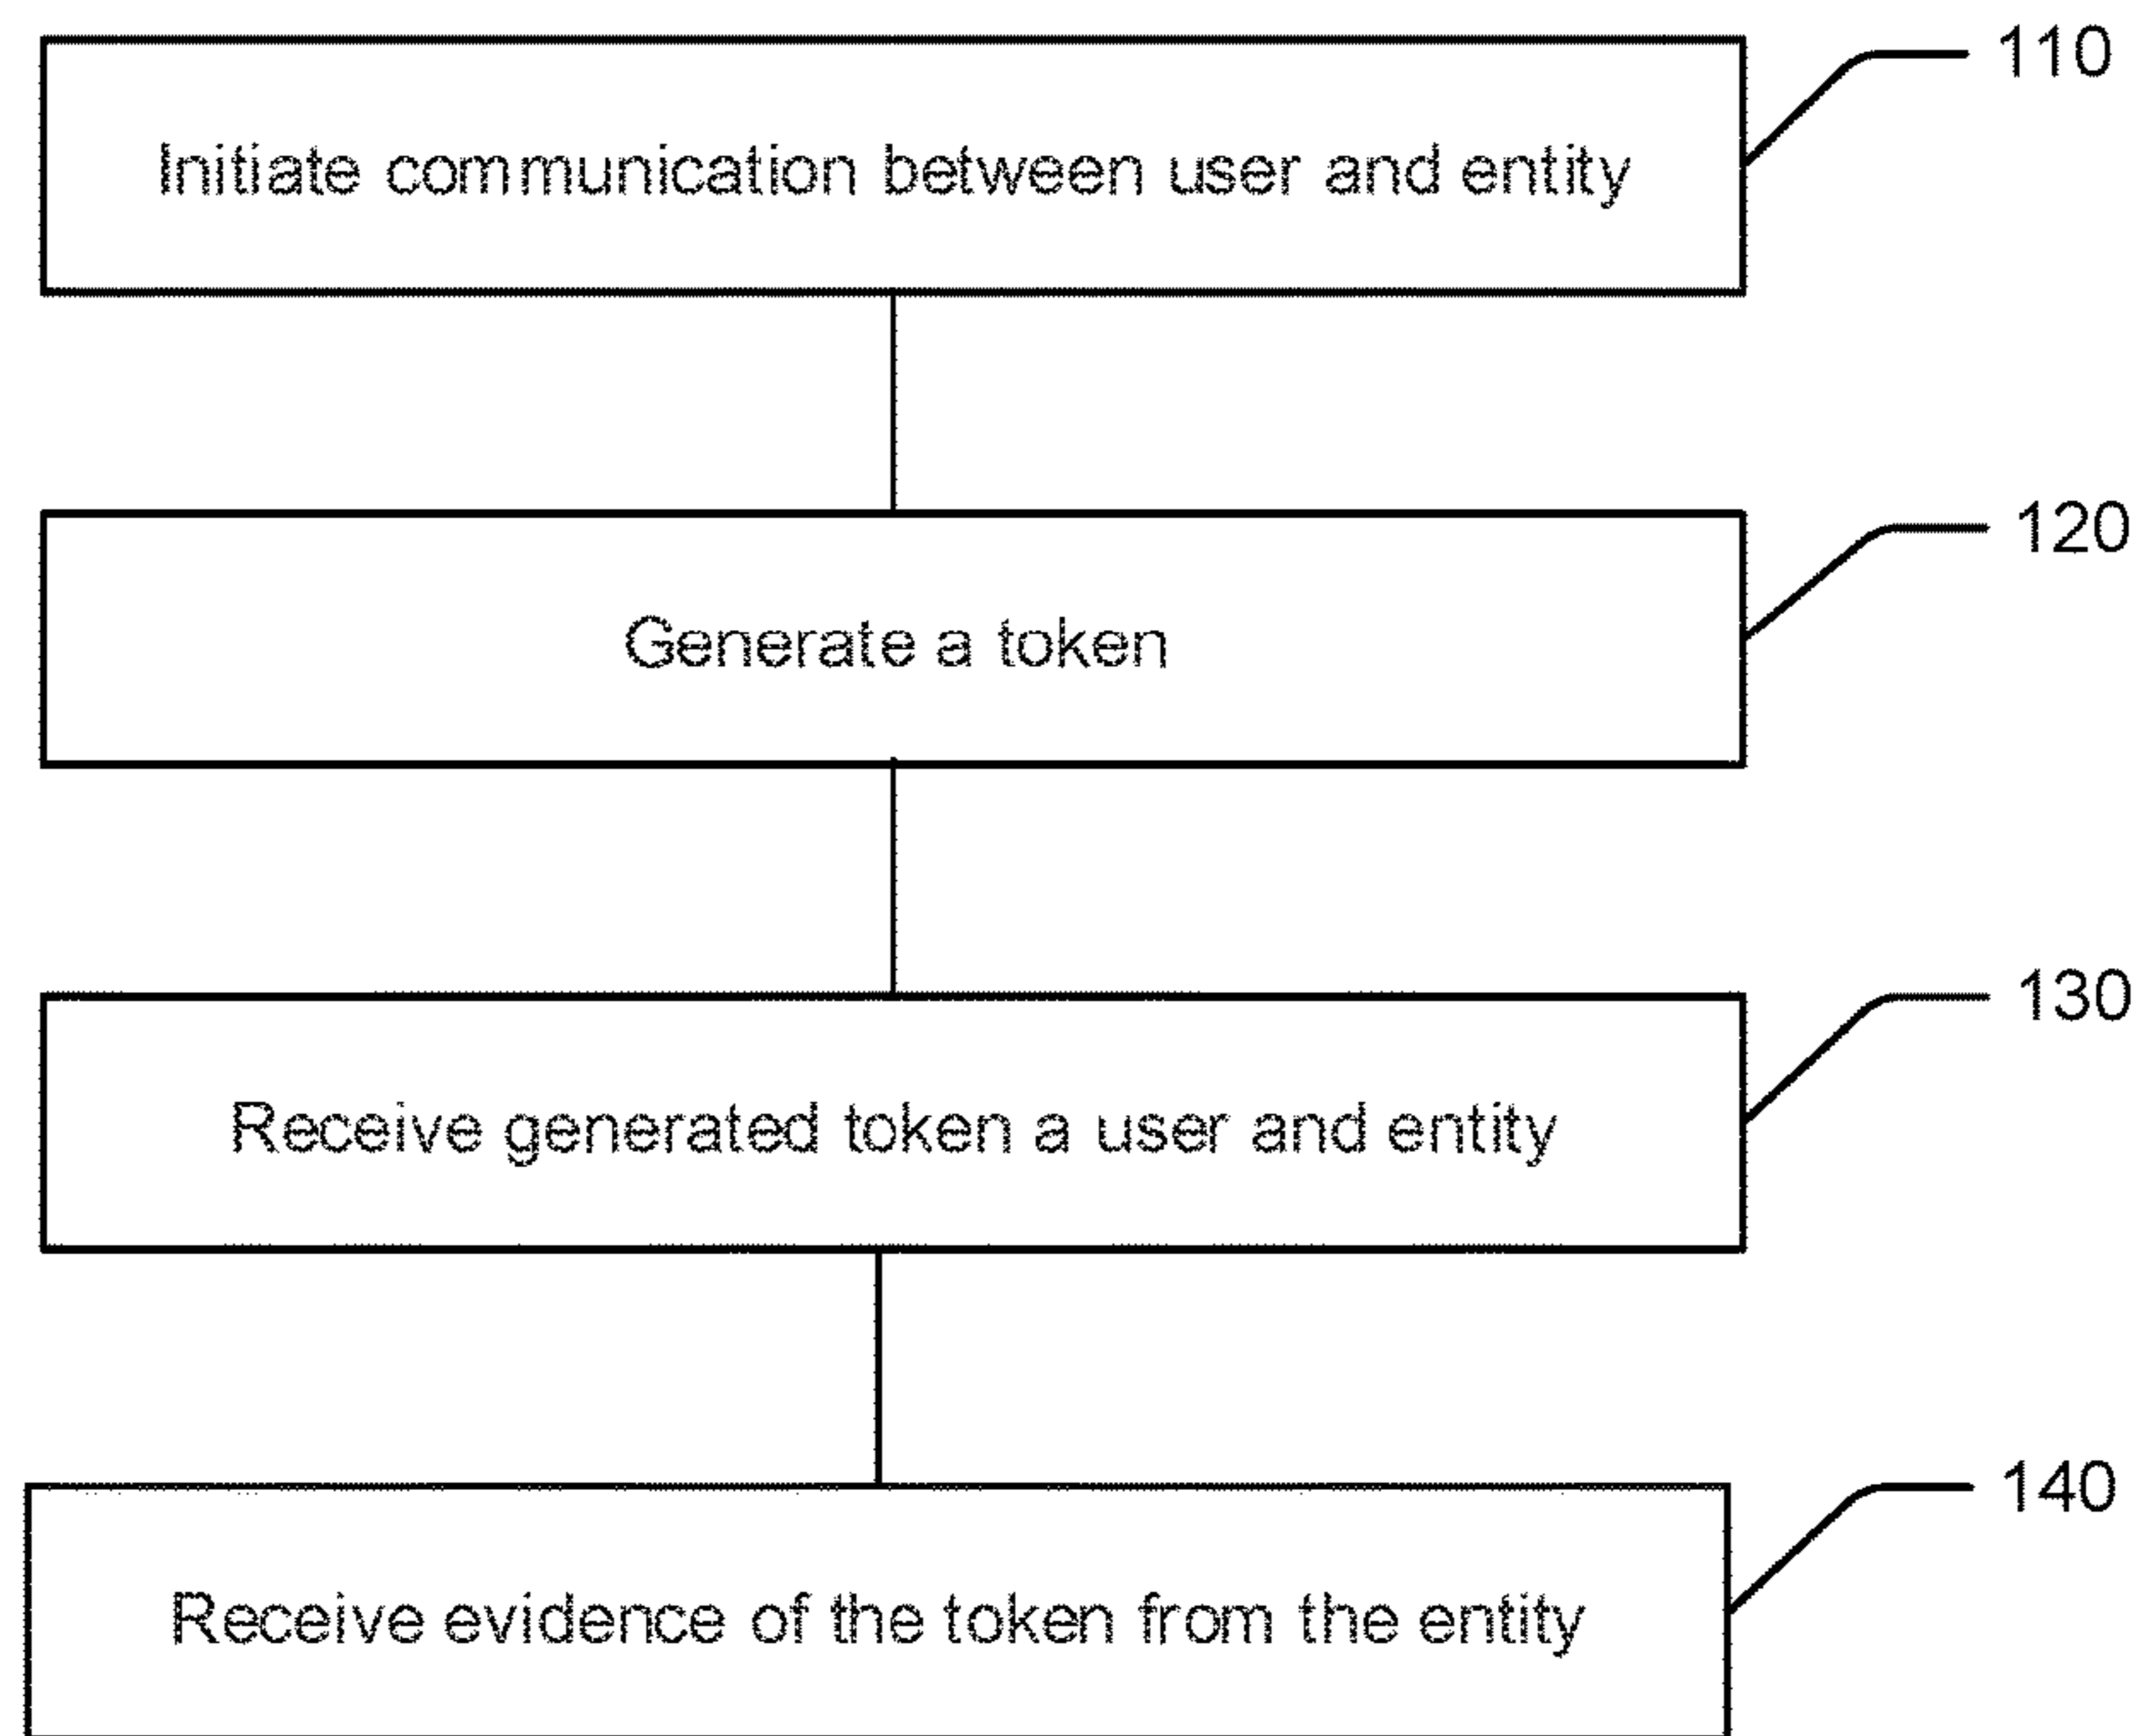 110
Initiate communication between user and entity
120
Generate a token
130
Receive generated token a user and entity
140
Receive evidence of the token from the entity